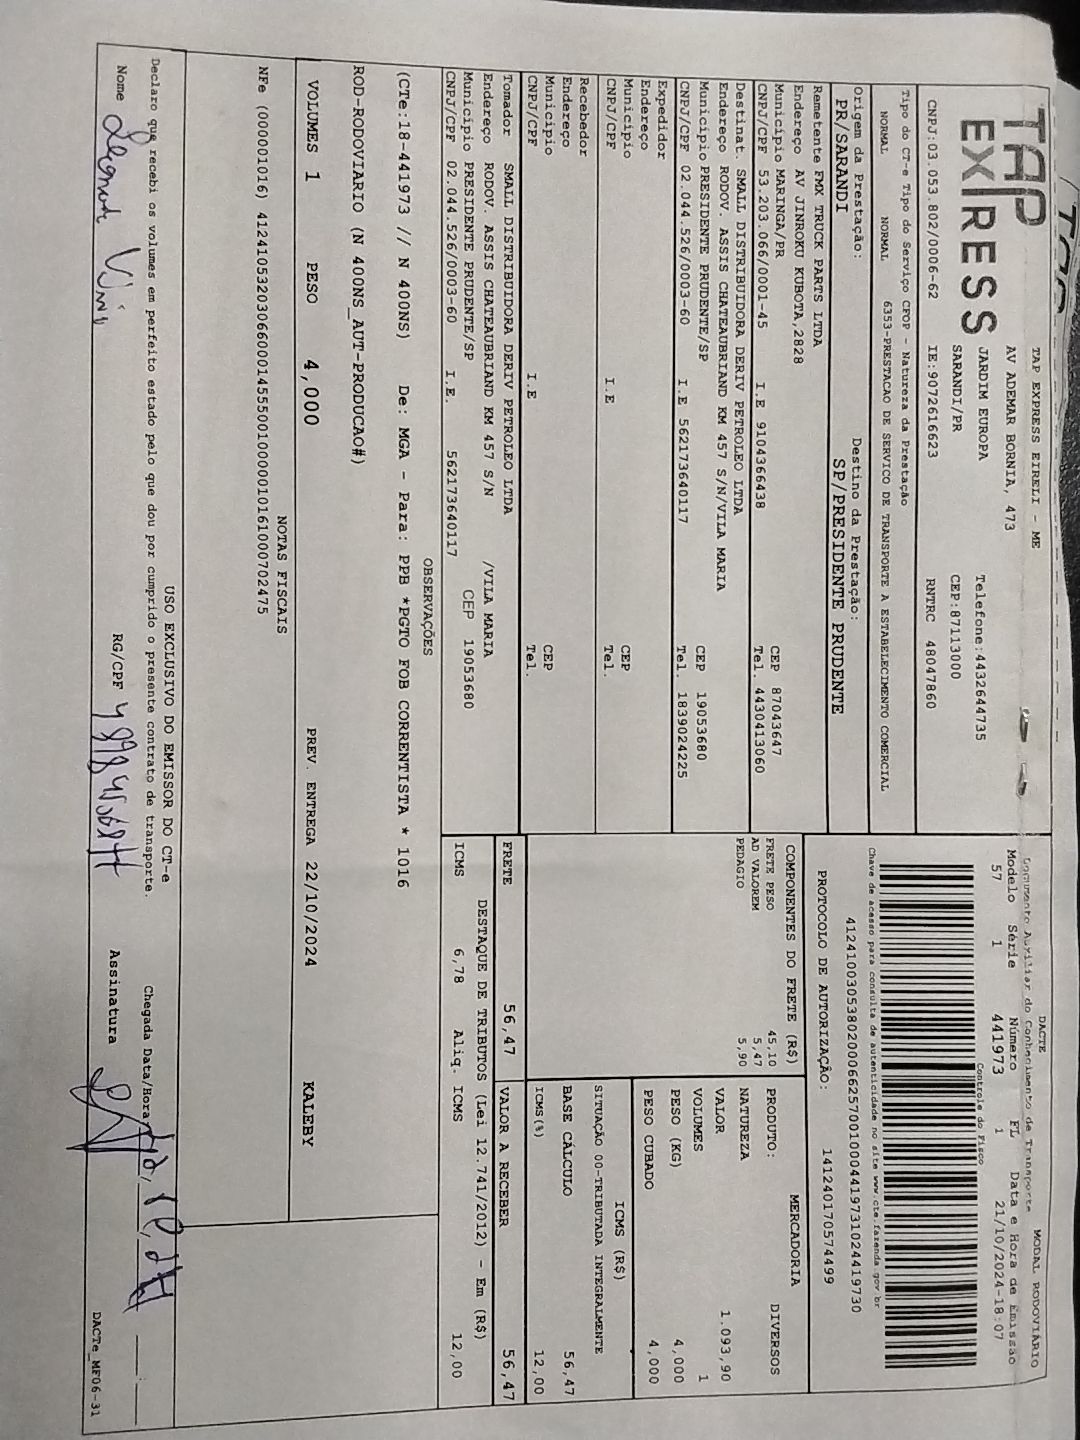 TAP
EXPRESS
TAP EXPRESS EIRELI - ME
AV ADEMAR BORNIA, 473
JARDIM EUROPA Telefone:4432644735
SARANDI/PR CEP:87113000
CNPJ:03.053.802/0006-62 IE:9072616623 RNTRC 48047860
DACTE MODAL RODOVIÁRIO
Documento Auxiliar do Conhecimento de Transporte
Modelo Série Número FL Data e Hora de Emissão
57 1 441973 1 21/10/2024-18:07
Controle do Fisco
Chave de acesso para consulta de autenticidade no site www.cte.fazenda.gov.br
41241003053802000662570010004419731024419730
PROTOCOLO DE AUTORIZAÇÃO: 141240170574499
Tipo do CT-e Tipo do Serviço CFOP - Natureza da Prestação
NORMAL NORMAL 6353-PRESTACAO DE SERVICO DE TRANSPORTE A ESTABELECIMENTO COMERCIAL
Origem da Prestação: Destino da Prestação:
PR/SARANDI SP/PRESIDENTE PRUDENTE
Remetente FMX TRUCK PARTS LTDA
Endereço AV JINROKU KUBOTA,2828
Município MARINGA/PR CEP 87043647
CNPJ/CPF 53.203.066/0001-45 I.E 9104366438 Tel. 4430413060
Destinat. SMALL DISTRIBUIDORA DERIV PETROLEO LTDA
Endereço RODOV. ASSIS CHATEAUBRIAND KM 457 S/N/VILA MARIA
Município PRESIDENTE PRUDENTE/SP CEP 19053680
CNPJ/CPF 02.044.526/0003-60 I.E 562173640117 Tel. 1839024225
Expedidor
Endereço
Município CEP
CNPJ/CPF I.E Tel.
Recebedor
Endereço
Município CEP
CNPJ/CPF I.E Tel.
Tomador SMALL DISTRIBUIDORA DERIV PETROLEO LTDA
Endereço RODOV. ASSIS CHATEAUBRIAND KM 457 S/N /VILA MARIA
Município PRESIDENTE PRUDENTE/SP CEP 19053680
CNPJ/CPF 02.044.526/0003-60 I.E. 562173640117
COMPONENTES DO FRETE (R$)
FRETE PESO 45,10
AD VALOREM 5,47
PEDAGIO 5,90
MERCADORIA
PRODUTO: DIVERSOS
NATUREZA
VALOR 1.093,90
VOLUMES 1
PESO (KG) 4,000
PESO CUBADO 4,000
ICMS (R$)
SITUAÇÃO 00-TRIBUTADA INTEGRALMENTE
BASE CÁLCULO 56,47
ICMS(%) 12,00
FRETE 56,47 VALOR A RECEBER 56,47
DESTAQUE DE TRIBUTOS (Lei 12.741/2012) - Em (R$)
ICMS 6,78 Aliq. ICMS 12,00
OBSERVAÇÕES
(CTe:18-441973 // N 400NS) De: MGA - Para: PPB *PGTO FOB CORRENTISTA * 1016
ROD-RODOVIARIO (N 400NS_AUT-PRODUCAO#)
VOLUMES 1 PESO 4,000 PREV. ENTREGA 22/10/2024 KALEBY
NOTAS FISCAIS
NFe (000001016) 41241053203066000145550010000010161000702475
USO EXCLUSIVO DO EMISSOR DO CT-e
Declaro que recebi os volumes em perfeito estado pelo que dou por cumprido o presente contrato de transporte. Chegada Data/Hora
Nome RG/CPF Assinatura
DACTe_MF06-31